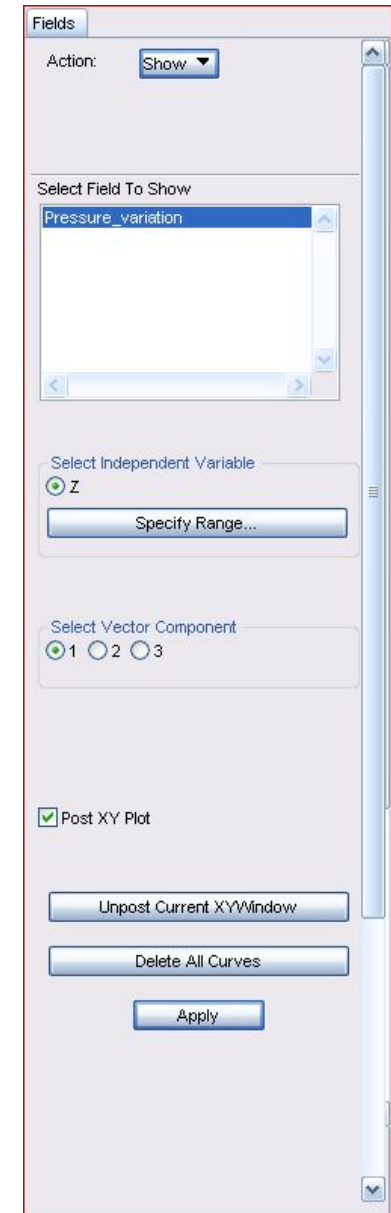 Fields
Action:
Show
Select Field To Show
Pressure_variation
Select Independent Variable
Z
Specify Range...
Select Vector Component
1 2 3
Post XY Plot
Unpost Current XYWindow
Delete All Curves
Apply